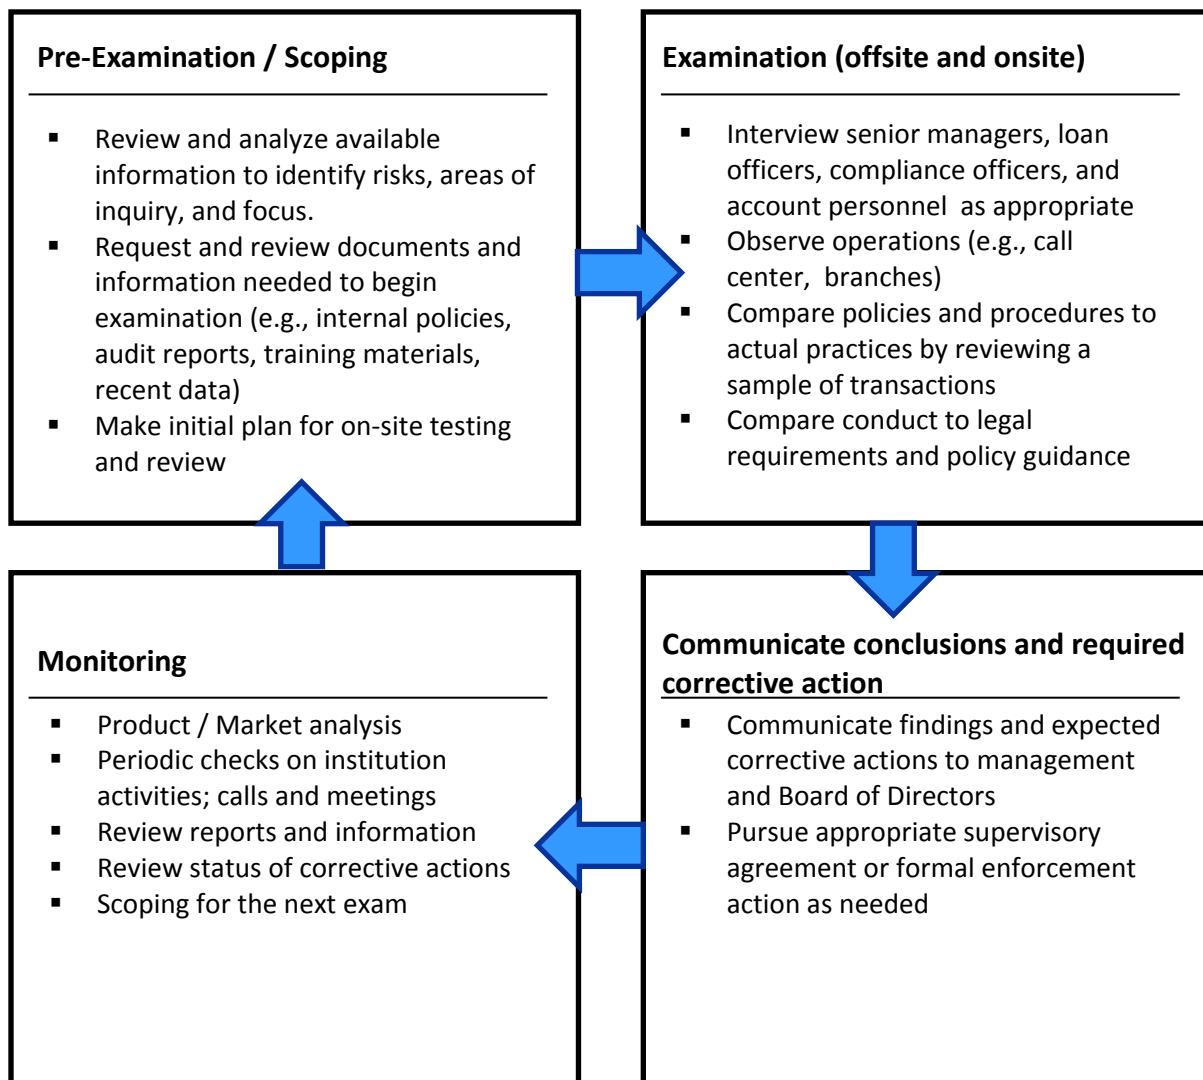 Pre-Examination / Scoping
▪ Review and analyze available
information to identify risks, areas of
inquiry, and focus.
▪ Request and review documents and
information needed to begin
examination (e.g., internal policies,
audit reports, training materials,
recent data)
▪ Make initial plan for on-site testing
and review
Examination (offsite and onsite)
▪ Interview senior managers, loan
officers, compliance officers, and
account personnel as appropriate
▪ Observe operations (e.g., call
center, branches)
▪ Compare policies and procedures to
actual practices by reviewing a
sample of transactions
▪ Compare conduct to legal
requirements and policy guidance
Communicate conclusions and required
corrective action
▪ Communicate findings and expected
corrective actions to management
and Board of Directors
▪ Pursue appropriate supervisory
agreement or formal enforcement
action as needed
Monitoring
▪ Product / Market analysis
▪ Periodic checks on institution
activities; calls and meetings
▪ Review reports and information
▪ Review status of corrective actions
▪ Scoping for the next exam